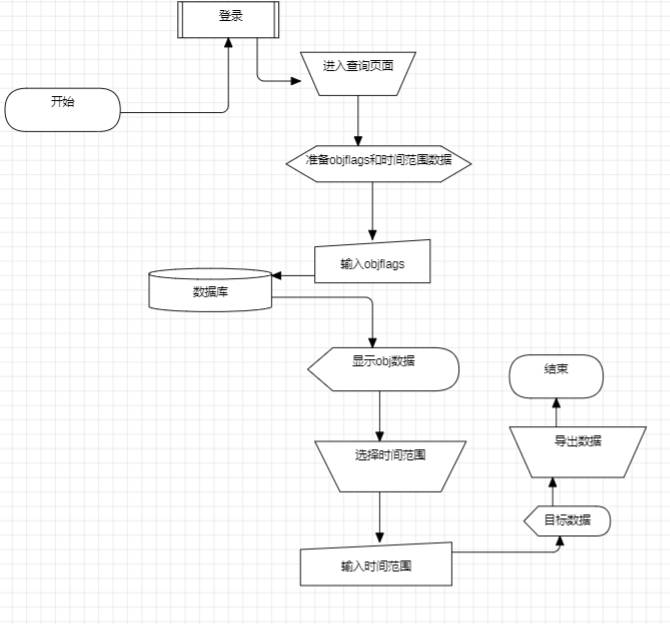 登录
进入查询页面
开始
准备objflags和时间范围数据
输入objflags
数据库
显示obj数据
结束
选择时间范围
导出数据
目标数据
输入时间范围